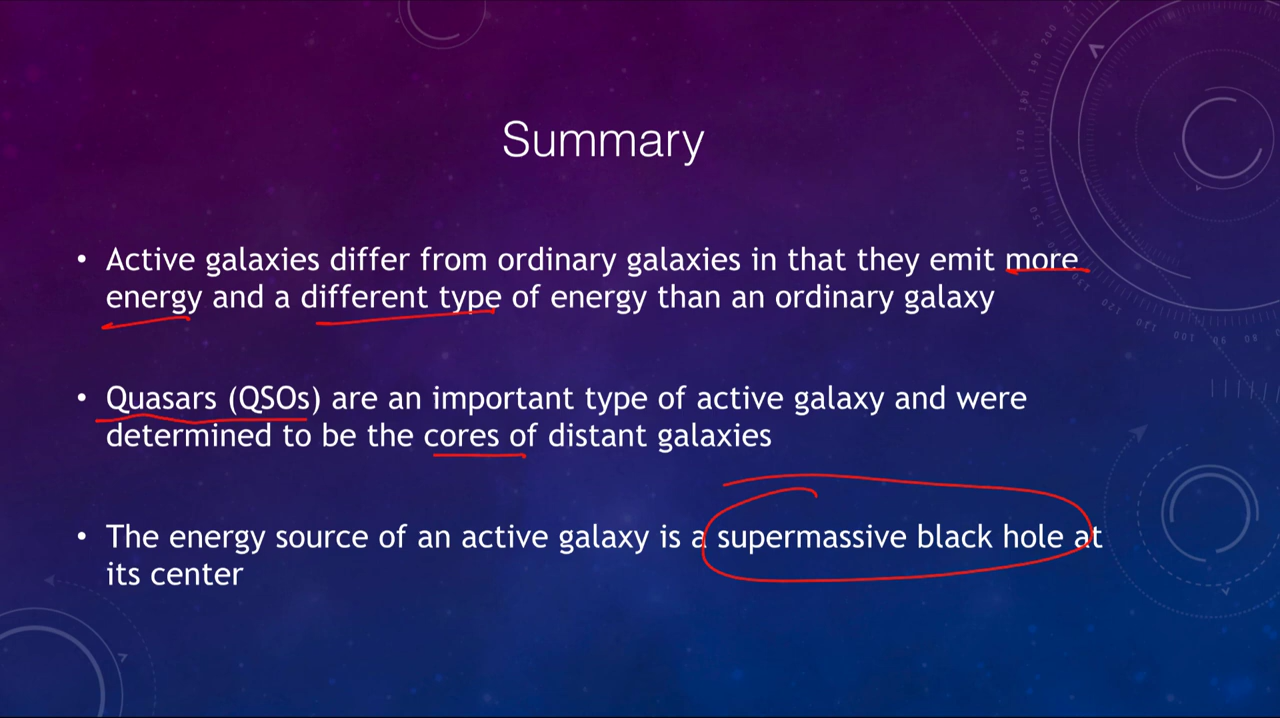 Summary
• Active galaxies differ from ordinary galaxies in that they emit more
energy and a different type of energy than an ordinary galaxy
• Quasars (QSOs) are an important type of active galaxy and were
determined to be the cores of distant galaxies
• The energy source of an active galaxy is a supermassive black hole at
its center